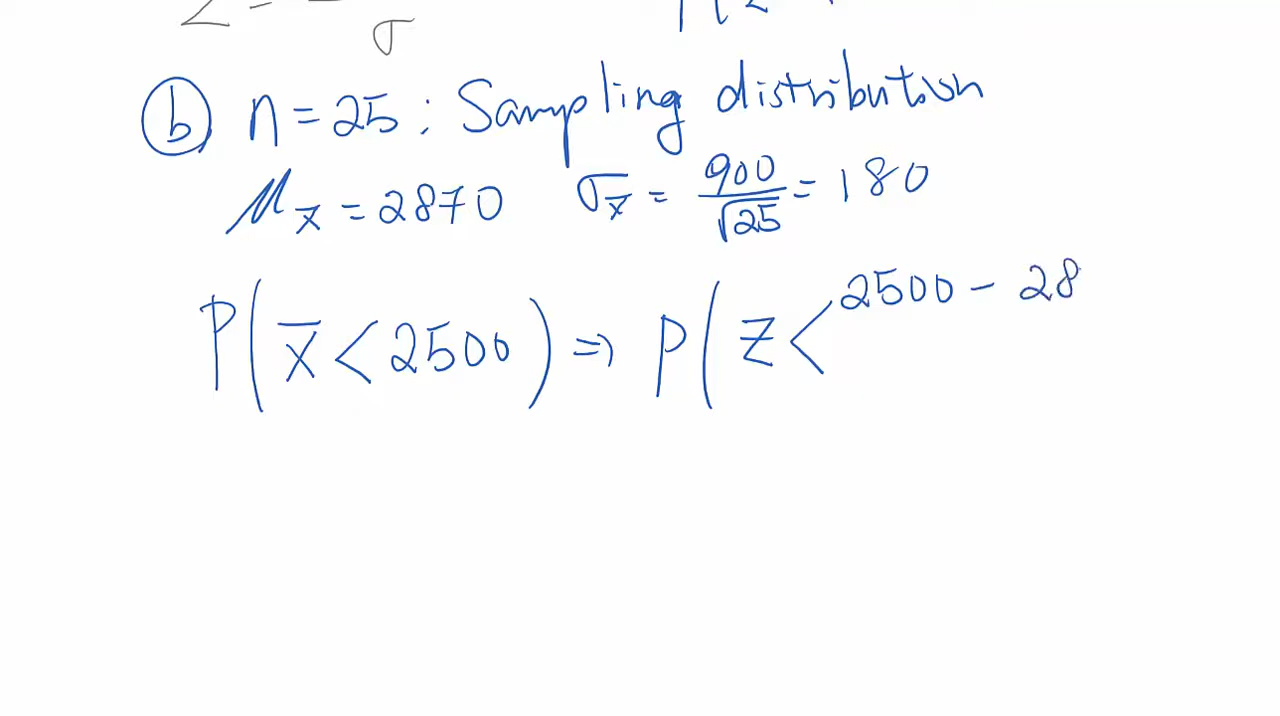 σ
b n = 25 : Sampling distribution
μx̄ = 2870 σx̄ = 900/√25 = 180
P(x̄ < 2500) ⇒ P(Z < 2500 - 28